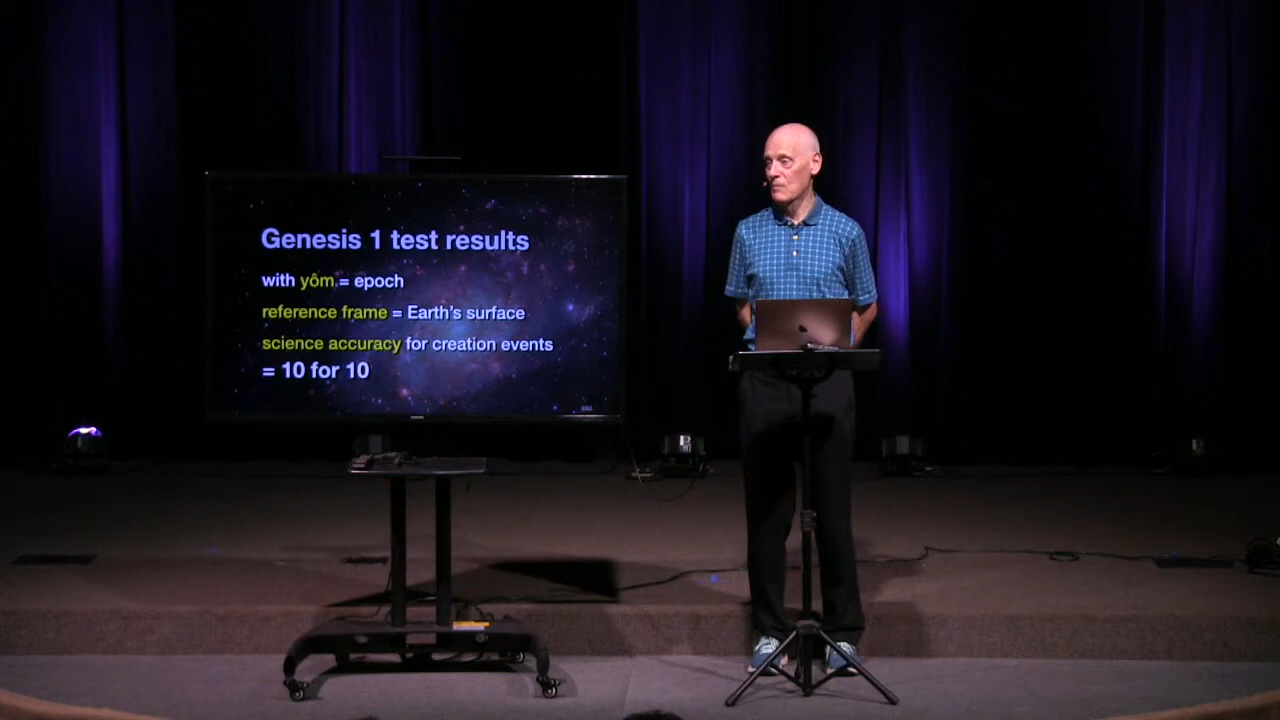 Genesis 1 test results
with yôm = epoch
reference frame = Earth's surface
science accuracy for creation events
= 10 for 10